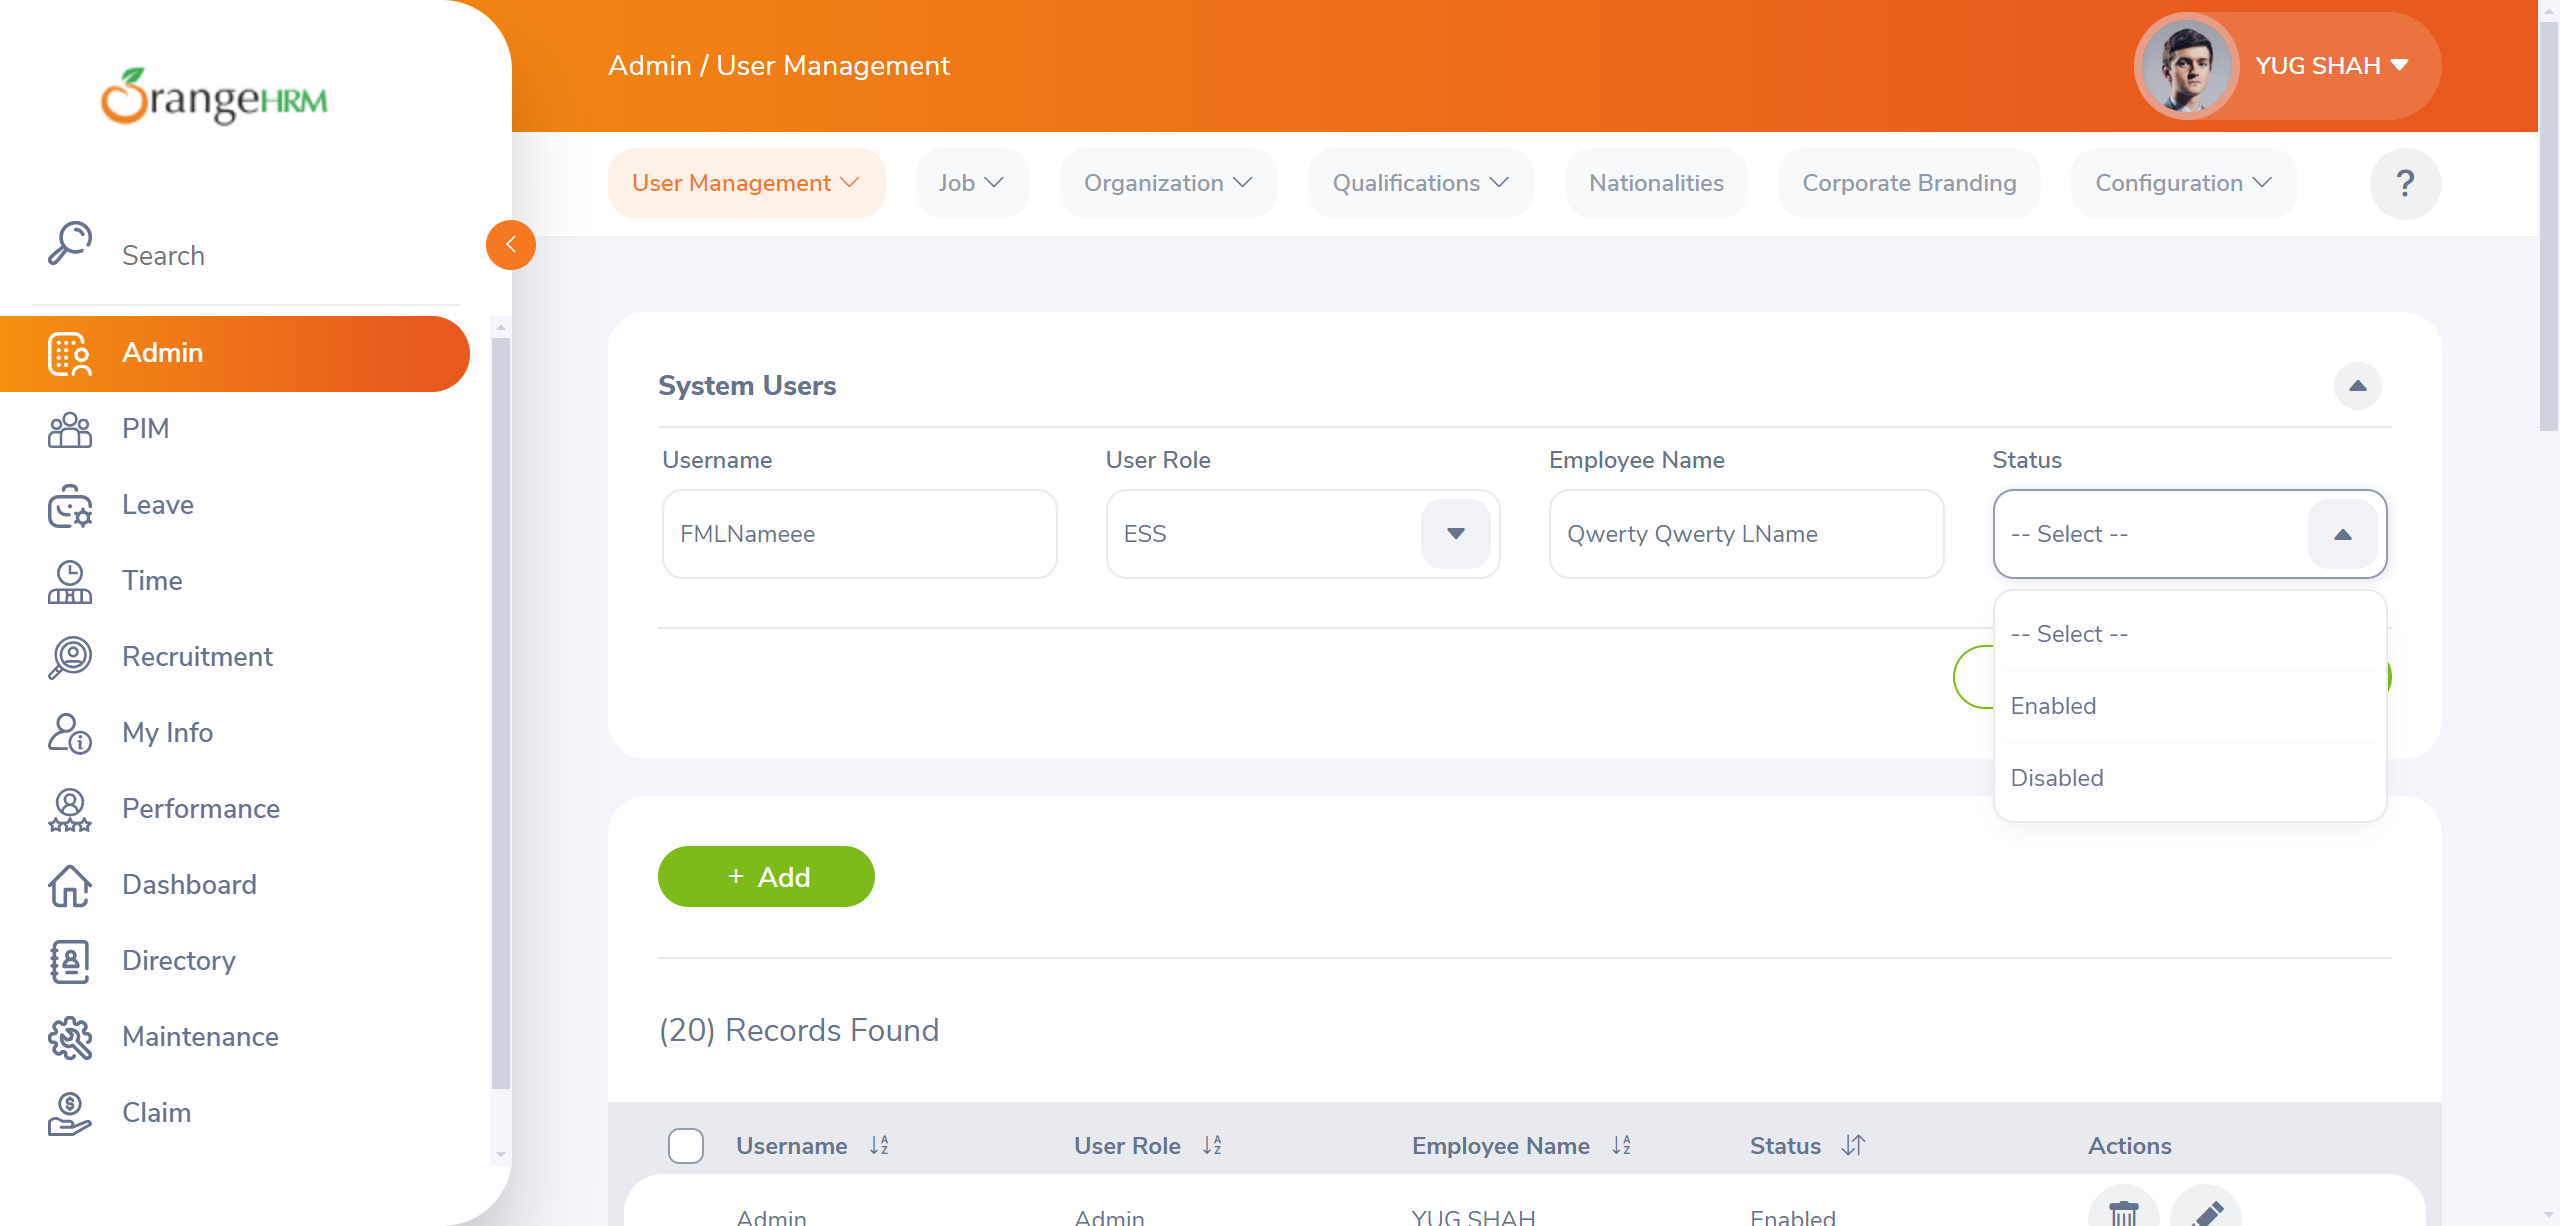 OrangeHRM
Search
Admin
PIM
Leave
Time
Recruitment
My Info
Performance
Dashboard
Directory
Maintenance
Claim
Admin / User Management
YUG SHAH
User Management
Job
Organization
Qualifications
Nationalities
Corporate Branding
Configuration
?
System Users
Username
User Role
Employee Name
Status
FMLNameee
ESS
Qwerty Qwerty LName
-- Select --
-- Select --
Enabled
Disabled
+ Add
(20) Records Found
Username
User Role
Employee Name
Status
Actions
Admin
Admin
YUG SHAH
Enabled